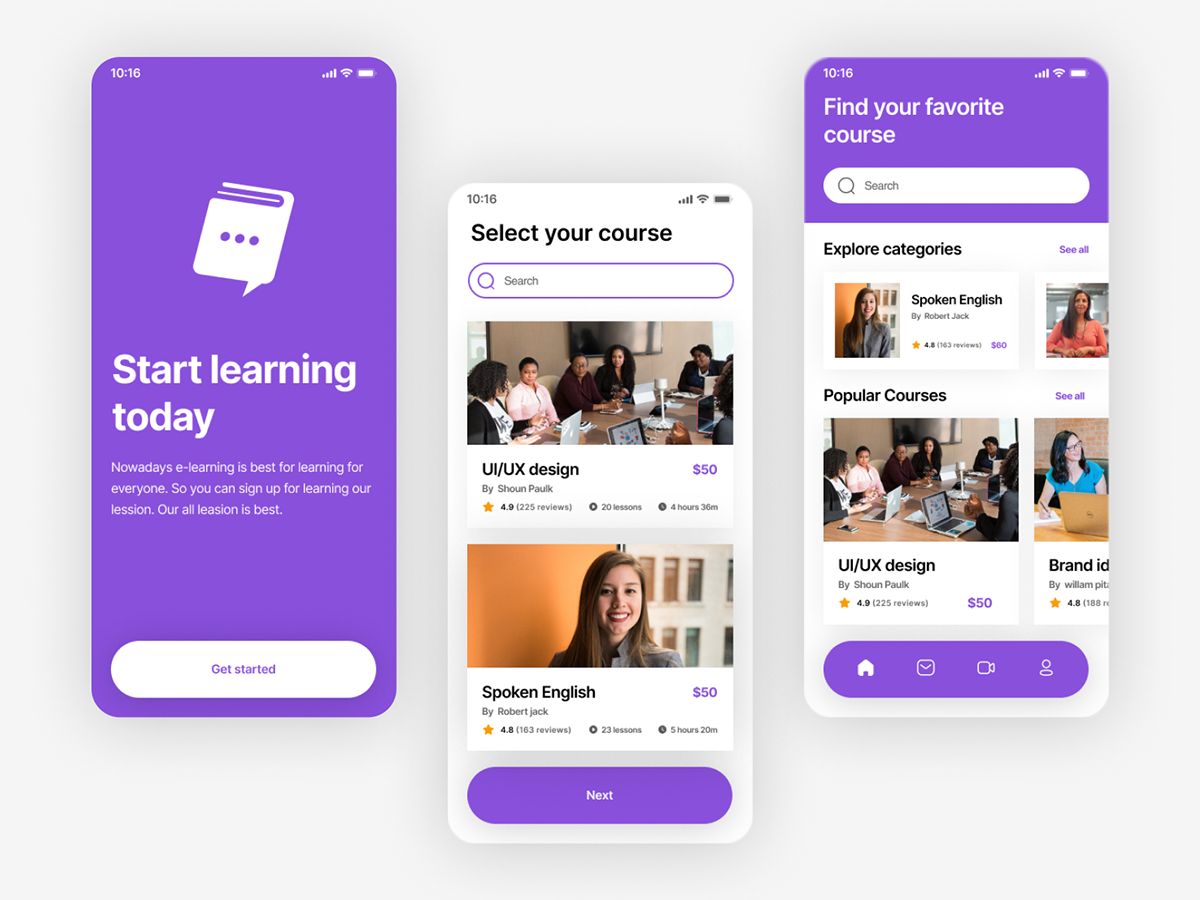 10:16
Start learning
today
Nowadays e-learning is best for learning for
everyone. So you can sign up for learning our
lession. Our all leasion is best.
Get started
10:16
Select your course
Search
UI/UX design $50
By Shoun Paulk
4.9 (225 reviews) 20 lessons 4 hours 36m
Spoken English $50
By Robert jack
4.8 (163 reviews) 23 lessons 5 hours 20m
Next
10:16
Find your favorite
course
Search
Explore categories See all
Spoken English
By Robert Jack
4.8 (163 reviews) $60
Popular Courses See all
UI/UX design
By Shoun Paulk
4.9 (225 reviews) $50
Brand id
By willam pita
4.8 (188 re